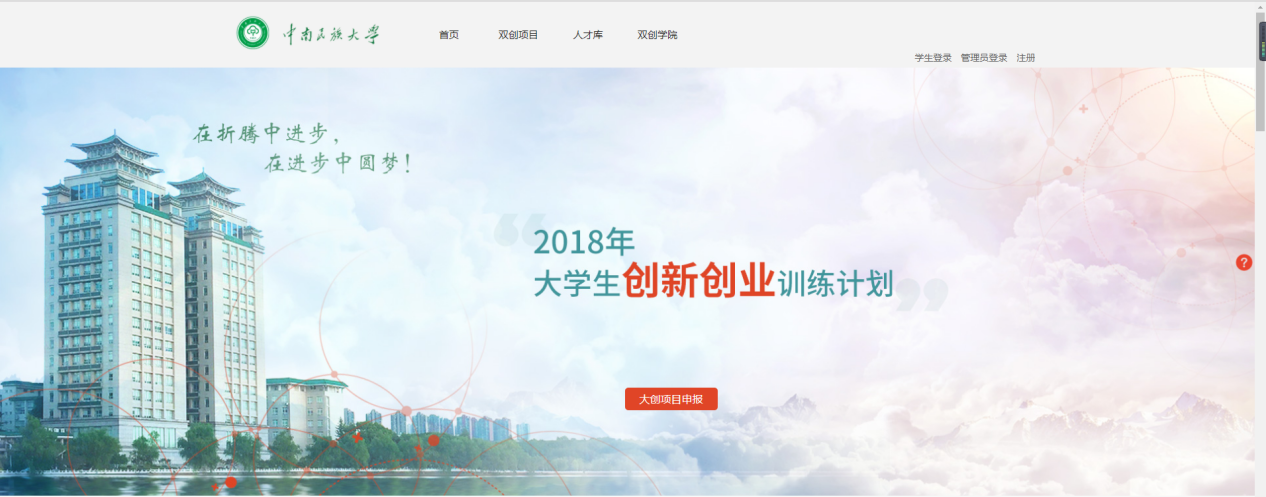 中南民族大学
首页 双创项目 人才库 双创学院
学生登录 管理员登录 注册
在折腾中进步，
在进步中圆梦！
2018年
大学生创新创业训练计划
?
大创项目申报